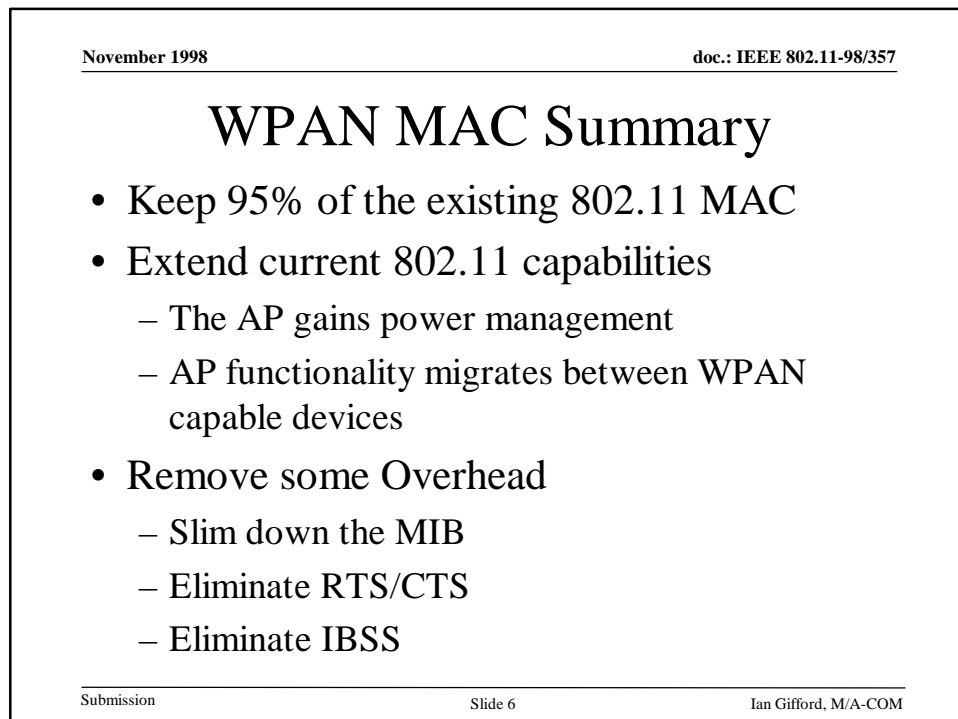 November 1998 doc.: IEEE 802.11-98/357
WPAN MAC Summary
• Keep 95% of the existing 802.11 MAC
• Extend current 802.11 capabilities
– The AP gains power management
– AP functionality migrates between WPAN
capable devices
• Remove some Overhead
– Slim down the MIB
– Eliminate RTS/CTS
– Eliminate IBSS
Submission Slide 6 Ian Gifford, M/A-COM